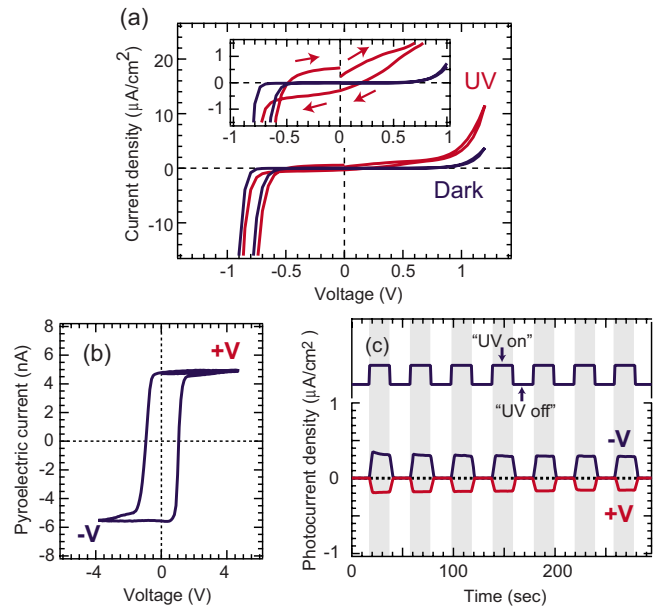 (a)
Current density (μA/cm2)
20
10
0
-10
-1
-0.5
0
0.5
1
Voltage (V)
1
0
-1
-1
-0.5
0
0.5
1
UV
Dark
(b)
Pyroelectric current (nA)
8
6
4
2
0
-2
-4
-6
-8
-4
0
4
Voltage (V)
+V
-V
(c)
Photocurrent density (μA/cm2)
1
0
-1
0
100
200
Time (sec)
“UV on”
“UV off”
-V
+V